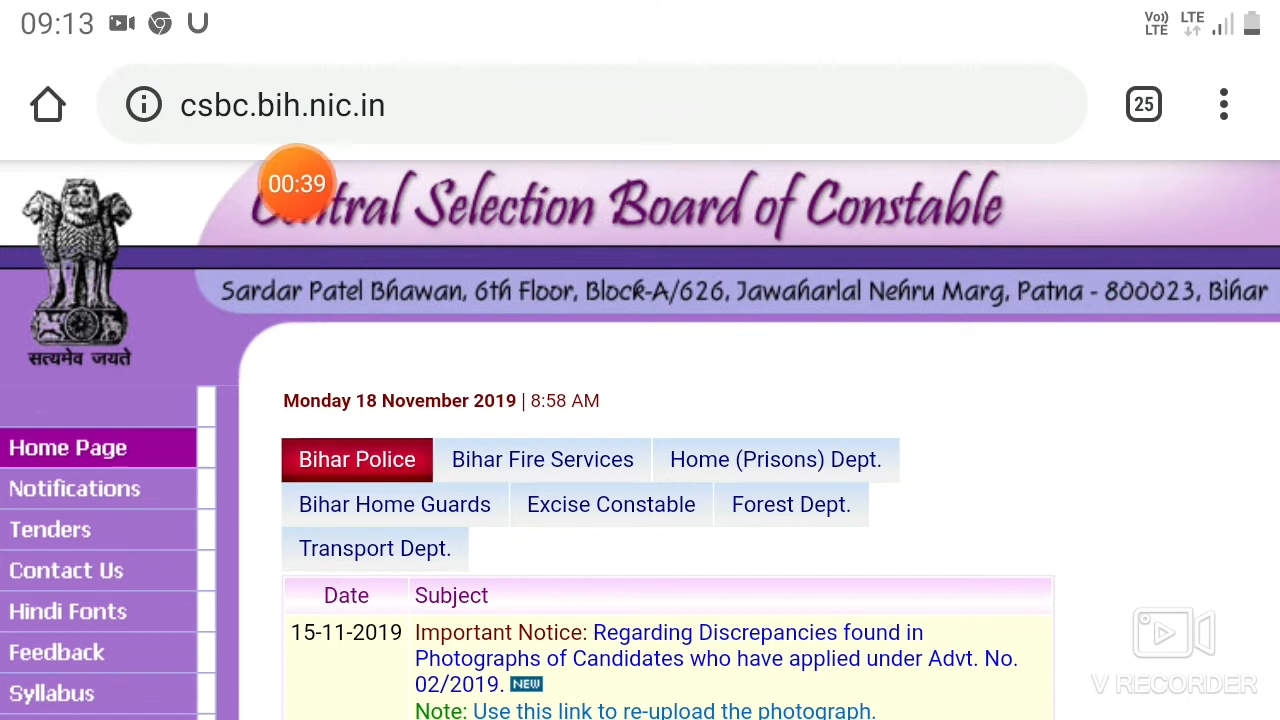 09:13
Vo)) LTE LTE
csbc.bih.nic.in
25
00:39
Central Selection Board of Constable
Sardar Patel Bhawan, 6th Floor, Block-A/626, Jawaharlal Nehru Marg, Patna - 800023, Bihar
सत्यमेव जयते
Monday 18 November 2019 | 8:58 AM
Home Page
Notifications
Tenders
Contact Us
Hindi Fonts
Feedback
Syllabus
Bihar Police Bihar Fire Services Home (Prisons) Dept.
Bihar Home Guards Excise Constable Forest Dept.
Transport Dept.
Date Subject
15-11-2019 Important Notice: Regarding Discrepancies found in
Photographs of Candidates who have applied under Advt. No.
02/2019. NEW
Note: Use this link to re-upload the photograph.
V RECORDER